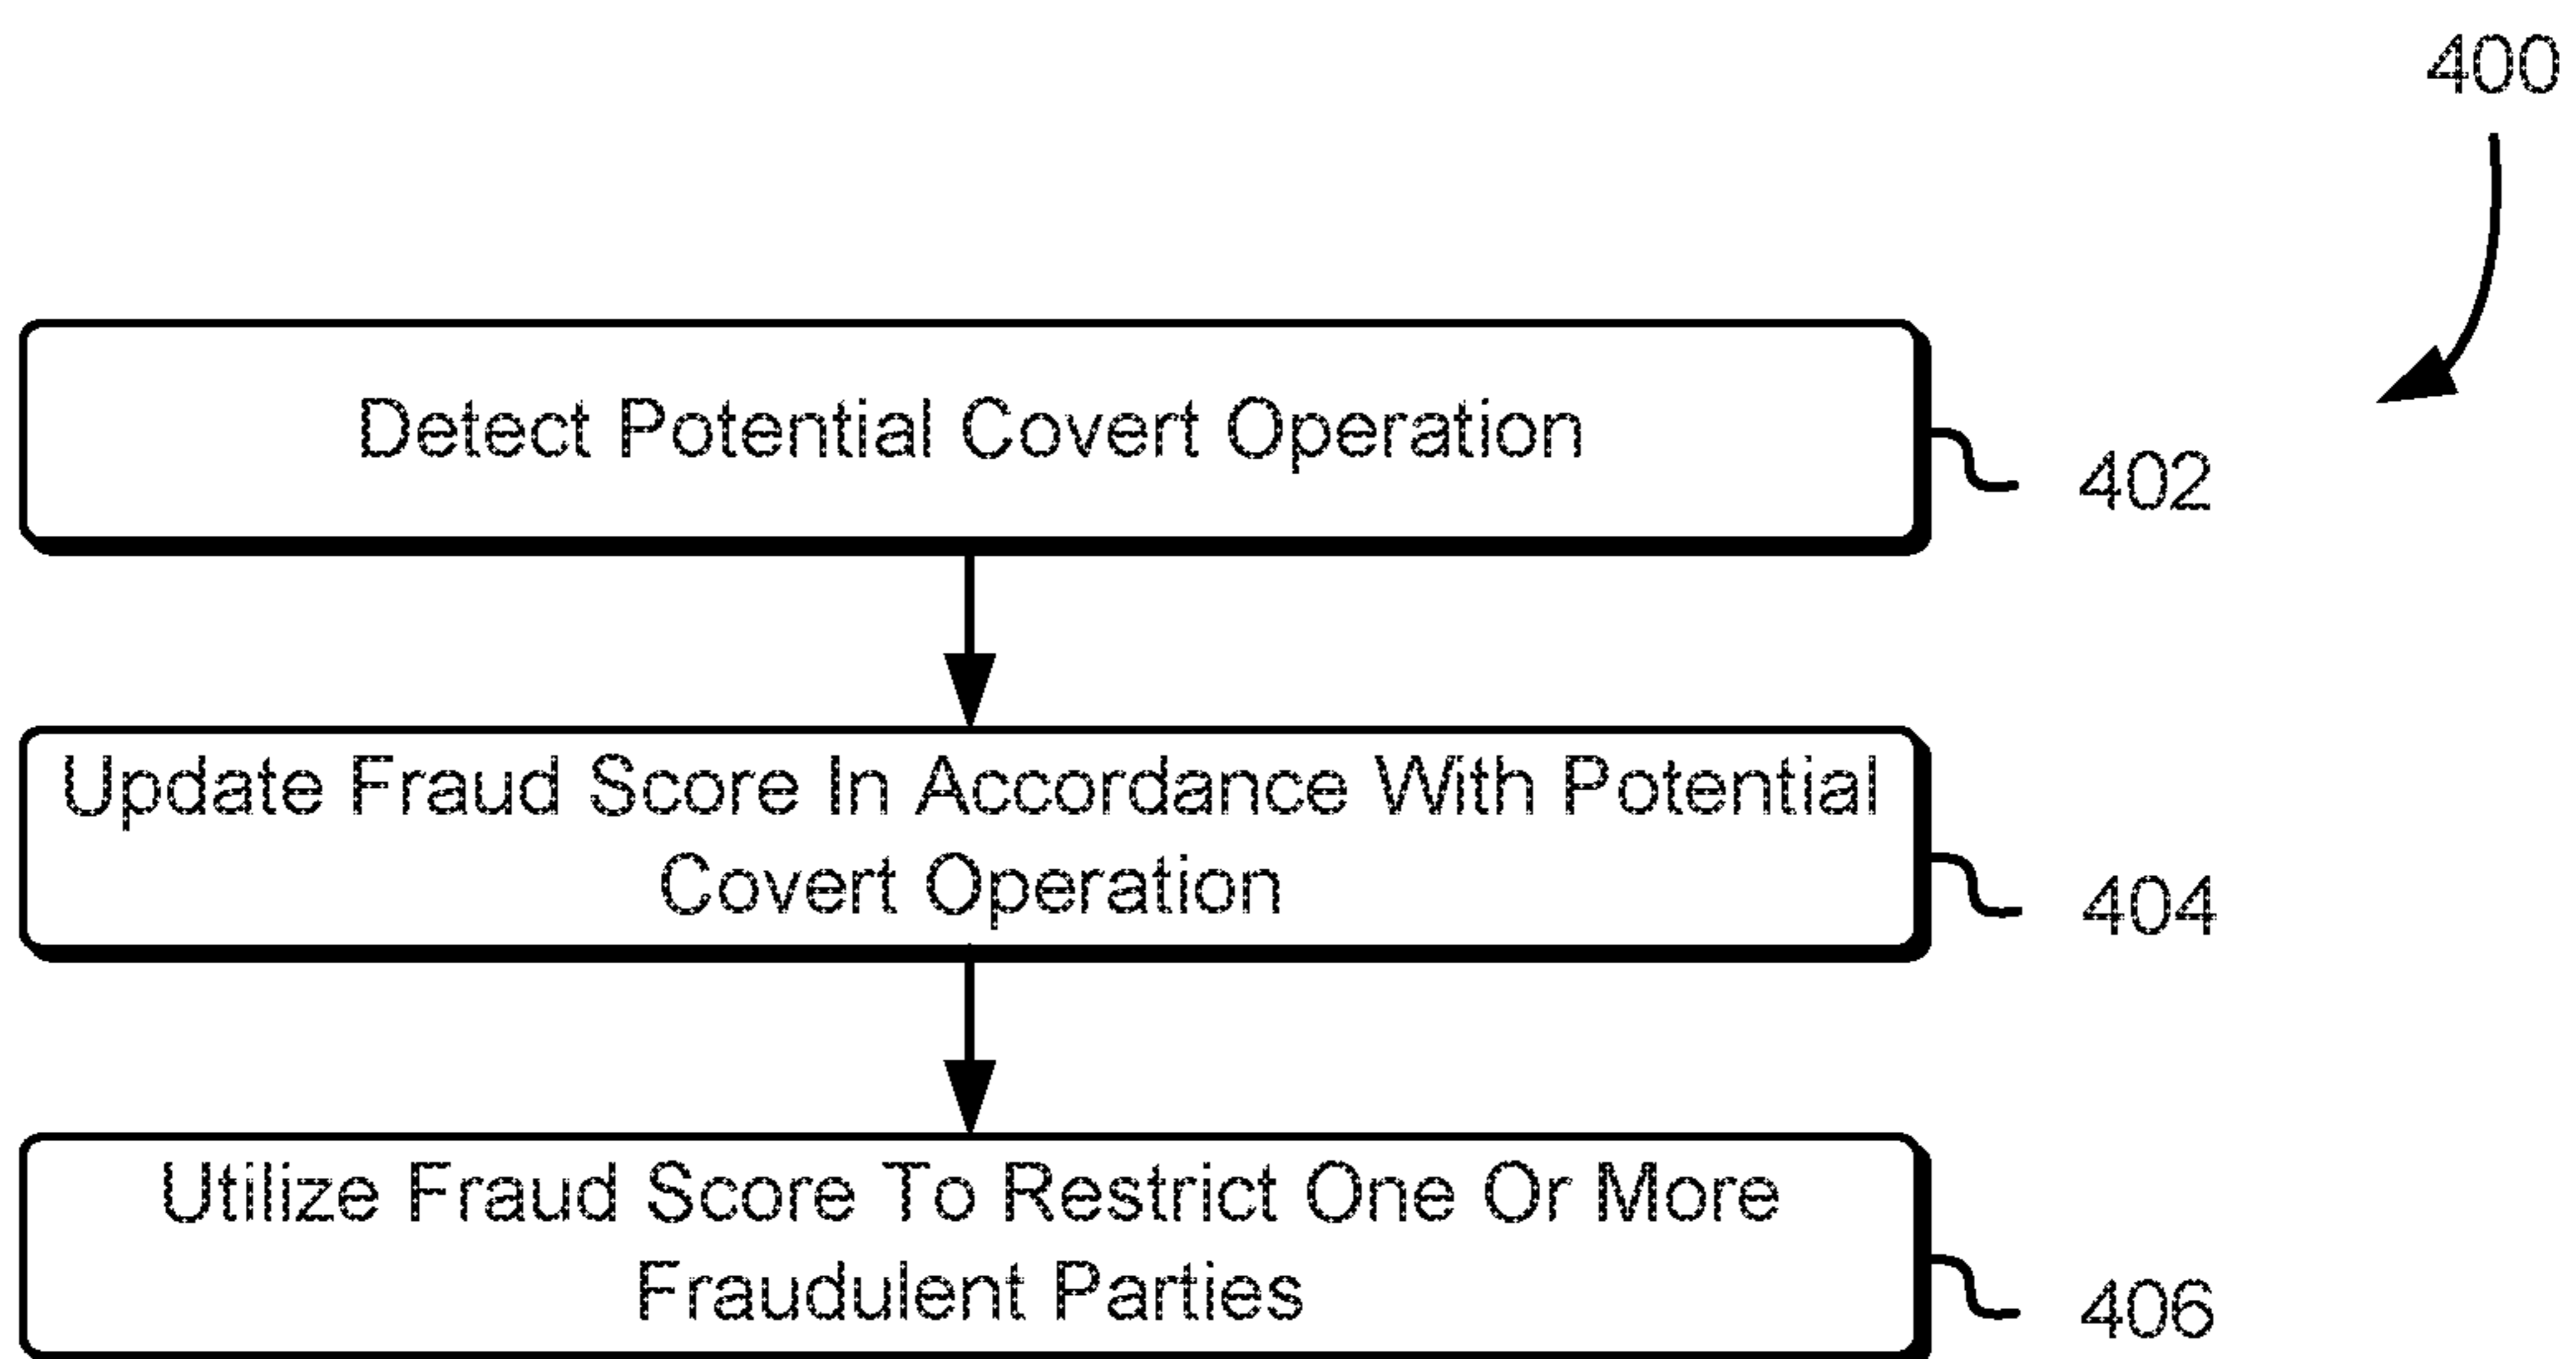 400
Detect Potential Covert Operation
402
Update Fraud Score In Accordance With Potential
Covert Operation
404
Utilize Fraud Score To Restrict One Or More
Fraudulent Parties
406